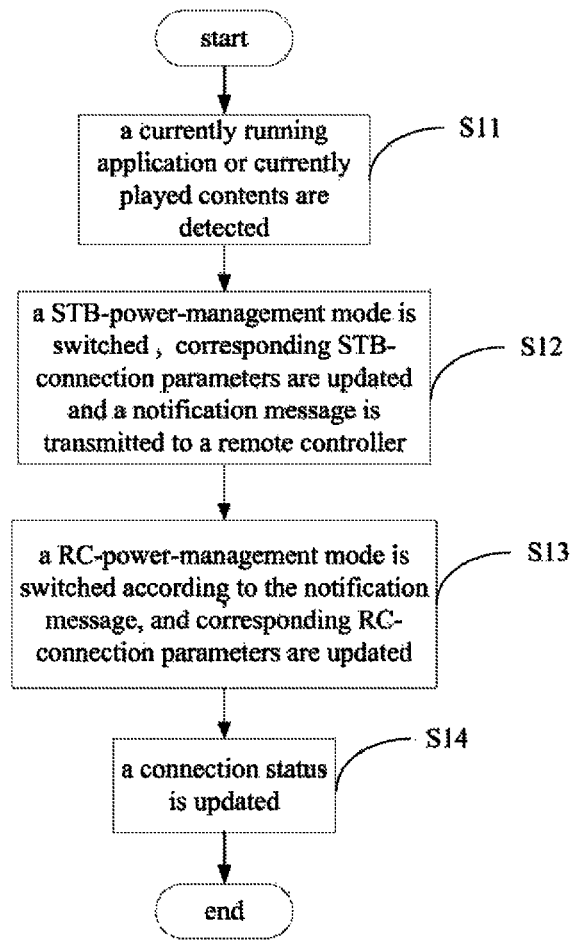 start
a currently running
application or currently
played contents are
detected
S11
a STB-power-management mode is
switched , corresponding STB-
connection parameters are updated
and a notification message is
transmitted to a remote controller
S12
a RC-power-management mode is
switched according to the notification
message, and corresponding RC-
connection parameters are updated
S13
a connection status
is updated
S14
end